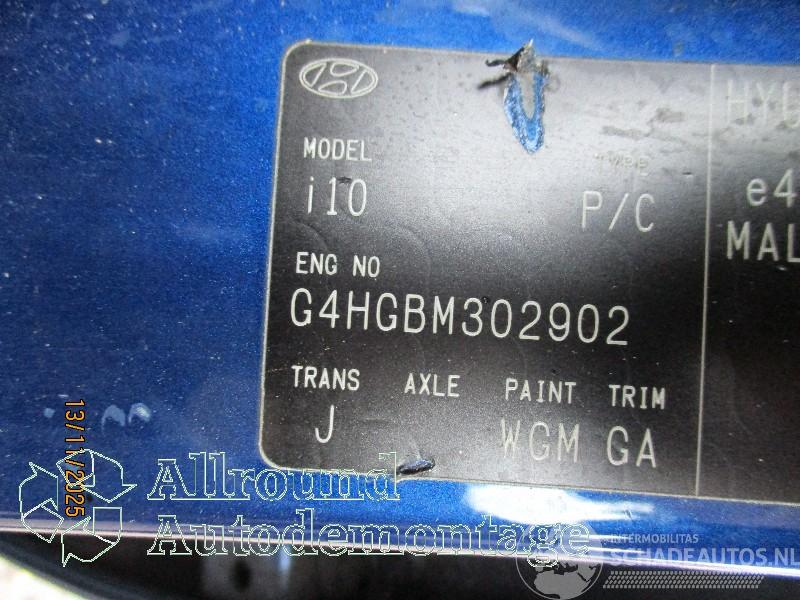 MODEL
i10 P/C
ENG NO
G4HGBM302902
TRANS AXLE PAINT TRIM
J WGM GA
HYU
e4
MAL
13/11/2025
Allround
Autodemontage
INTERMOBILITAS
SCHADEAUTOS.NL